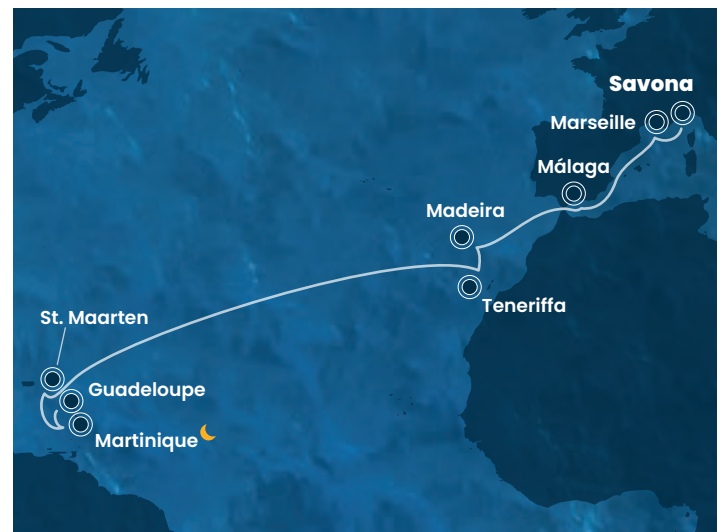 Savona
Marseille
Málaga
Madeira
Teneriffa
St. Maarten
Guadeloupe
Martinique